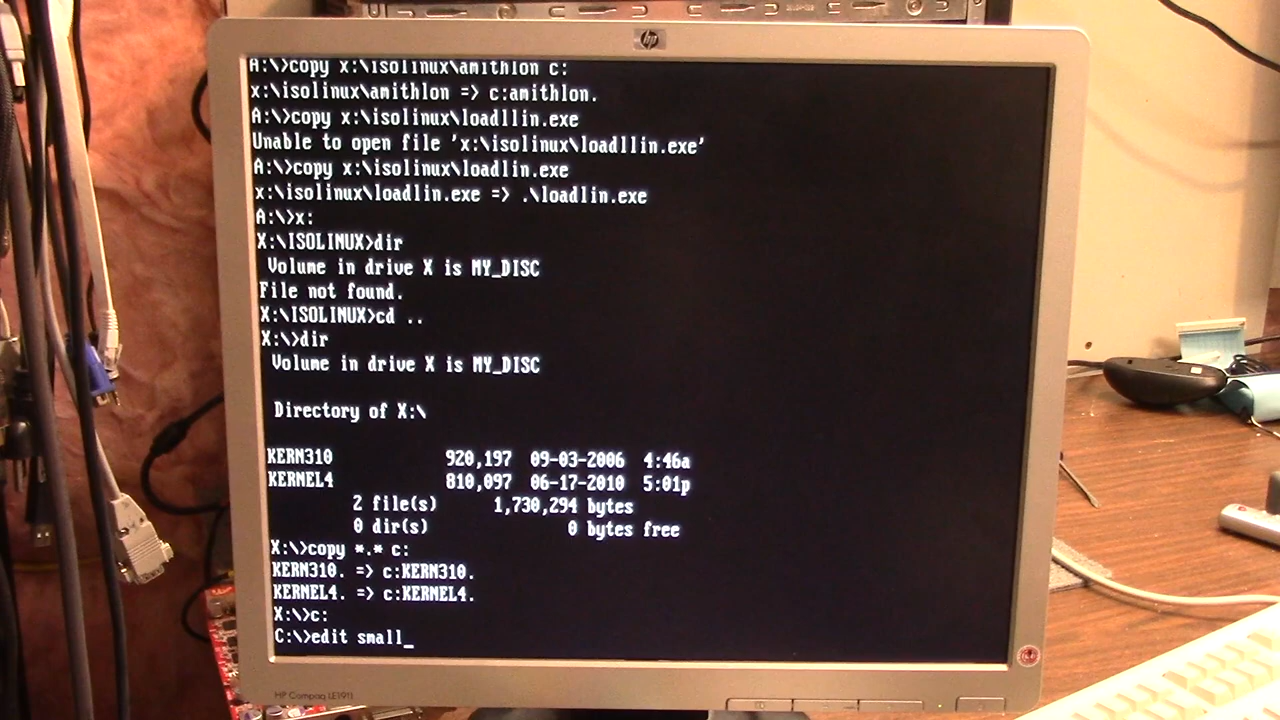 hp
A:\>copy x:\isolinux\amithlon c:
x:\isolinux\amithlon => c:amithlon.
A:\>copy x:\isolinux\loadllin.exe
Unable to open file 'x:\isolinux\loadllin.exe'
A:\>copy x:\isolinux\loadlin.exe
x:\isolinux\loadlin.exe => .\loadlin.exe
A:\>x:
X:\ISOLINUX>dir
Volume in drive X is MY_DISC
File not found.
X:\ISOLINUX>cd ..
X:\>dir
Volume in drive X is MY_DISC
Directory of X:\
KERN310 920,197 09-03-2006 4:46a
KERNEL4 810,097 06-17-2010 5:01p
2 file(s) 1,730,294 bytes
0 dir(s) 0 bytes free
X:\>copy *.* c:
KERN310. => c:KERN310.
KERNEL4. => c:KERNEL4.
X:\>c:
C:\>edit small_
HP Compaq LE1911